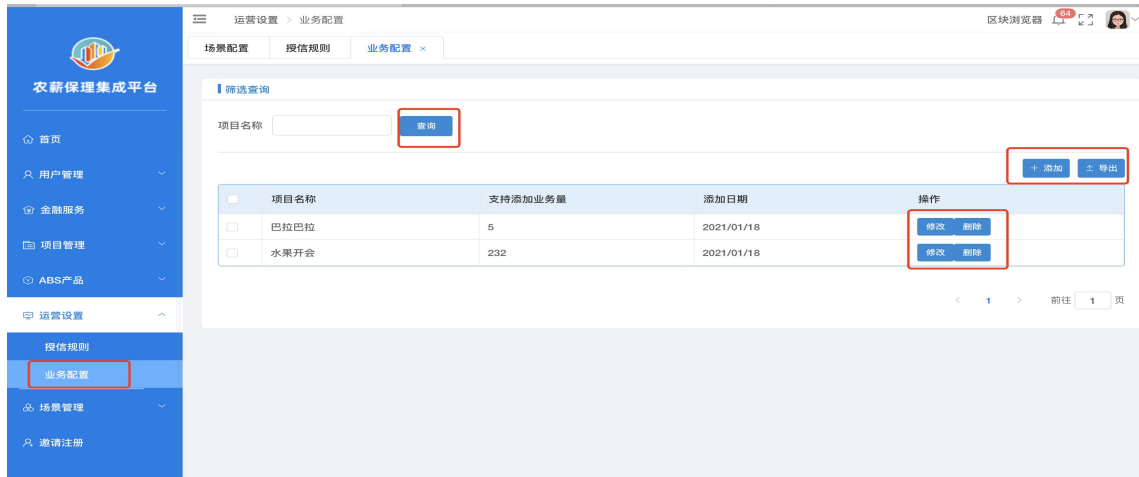 运营设置 > 业务配置
区块浏览器 64
场景配置 授信规则 业务配置 ×
农薪保理集成平台
首页
用户管理
金融服务
项目管理
ABS产品
运营设置
授信规则
业务配置
场景管理
邀请注册
筛选查询
项目名称 查询
+ 添加 导出
项目名称 支持添加业务量 添加日期 操作
巴拉巴拉 5 2021/01/18 修改 删除
水果开会 232 2021/01/18 修改 删除
< 1 > 前往 1 页